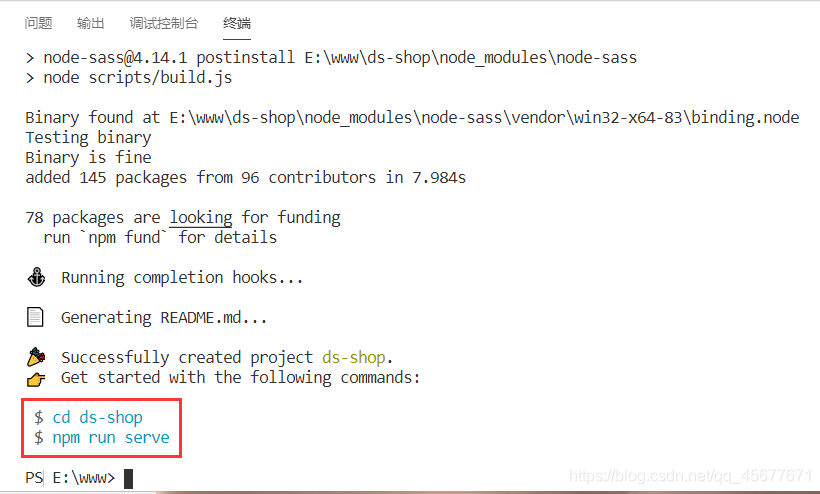 问题 输出 调试控制台 终端
> node-sass@4.14.1 postinstall E:\www\ds-shop\node_modules\node-sass
> node scripts/build.js
Binary found at E:\www\ds-shop\node_modules\node-sass\vendor\win32-x64-83\binding.node
Testing binary
Binary is fine
added 145 packages from 96 contributors in 7.984s
78 packages are looking for funding
run `npm fund` for details
Running completion hooks...
Generating README.md...
Successfully created project ds-shop.
Get started with the following commands:
$ cd ds-shop
$ npm run serve
PS E:\www>
https://blog.csdn.net/qq_45677671